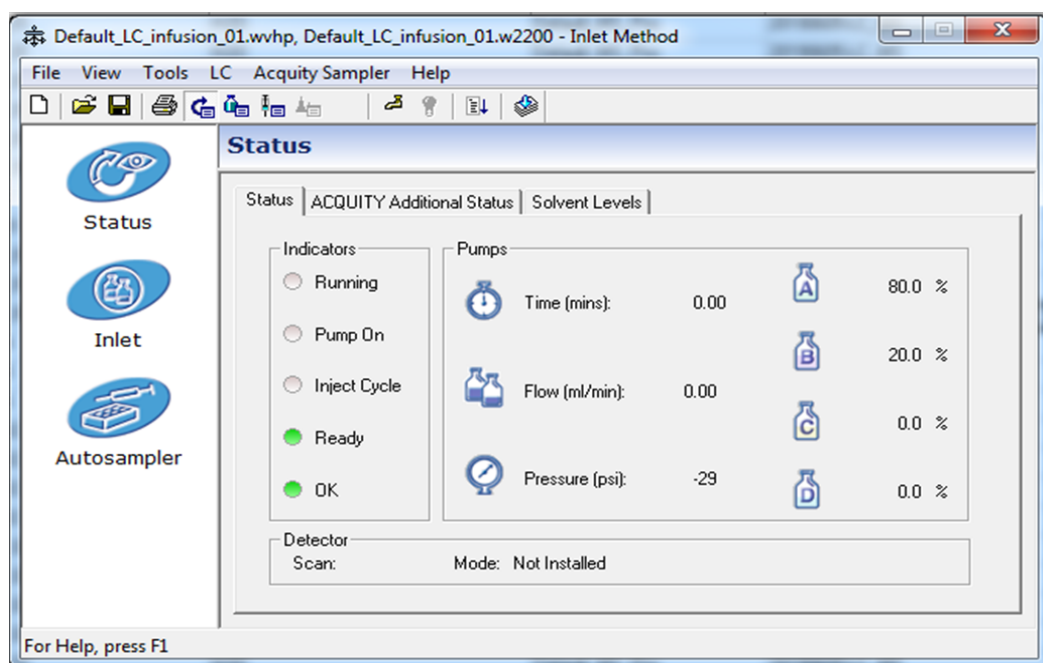 Default_LC_infusion_01.wvhp, Default_LC_infusion_01.w2200 - Inlet Method
File View Tools LC Acquity Sampler Help
Status
Inlet
Autosampler
Status
Status ACQUITY Additional Status Solvent Levels
Indicators
Running
Pump On
Inject Cycle
Ready
OK
Pumps
Time (mins): 0.00
Flow (ml/min): 0.00
Pressure (psi): -29
A 80.0 %
B 20.0 %
C 0.0 %
D 0.0 %
Detector
Scan: Mode: Not Installed
For Help, press F1